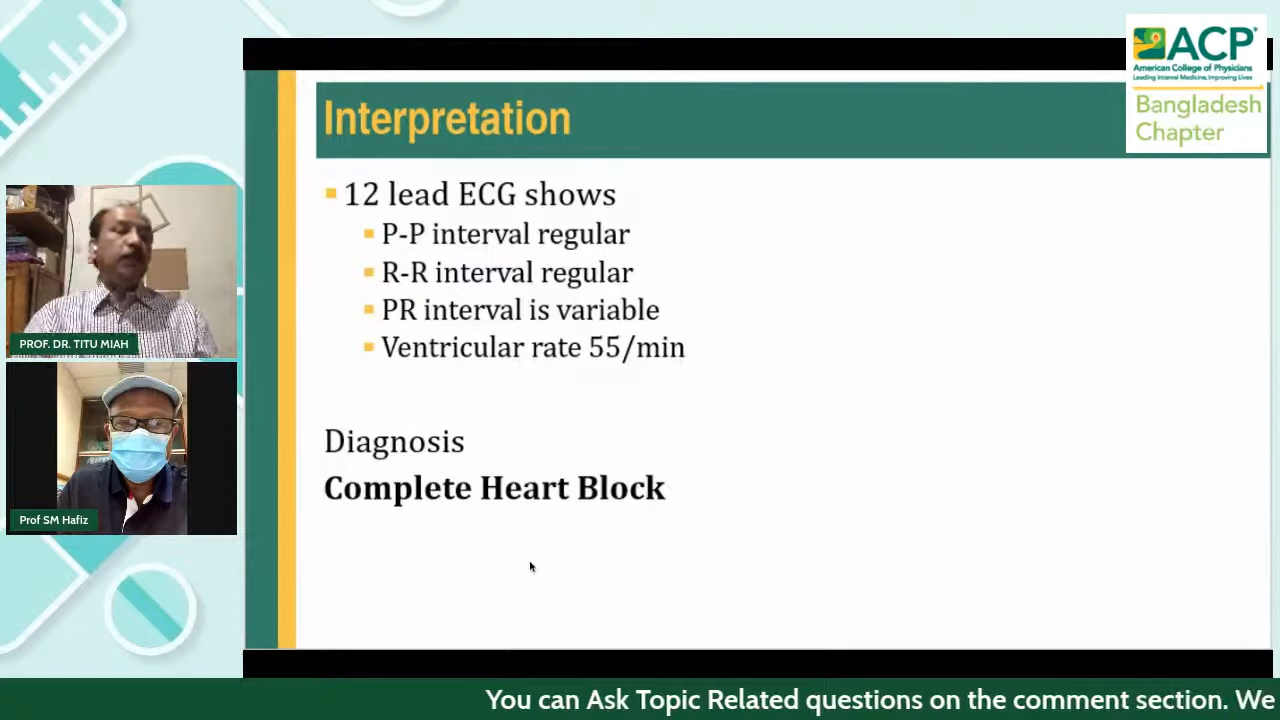 ACP
American College of Physicians
Leading Internal Medicine, Improving Lives
Bangladesh
Chapter
Interpretation
12 lead ECG shows
P-P interval regular
R-R interval regular
PR interval is variable
Ventricular rate 55/min
Diagnosis
Complete Heart Block
PROF. DR. TITU MIAH
Prof SM Hafiz
You can Ask Topic Related questions on the comment section. We